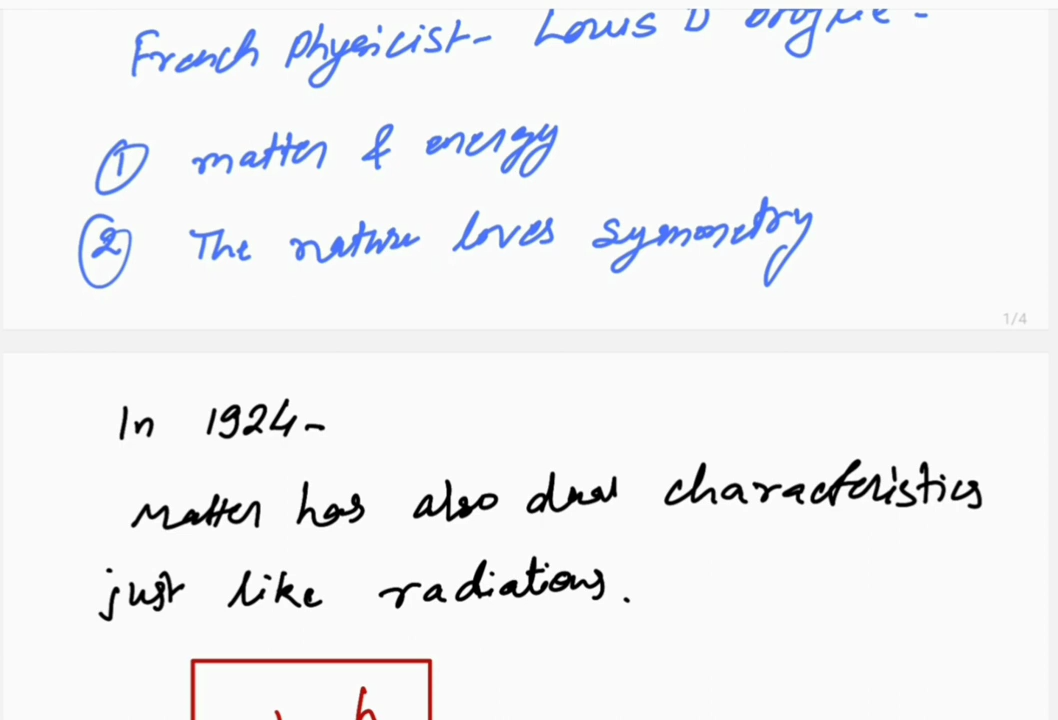 French Physicist- Louis D broglie -
① matter & energy
② The nature loves symmetry
1/4
In 1924-
Matter has also dual characteristics
just like radiations.
h